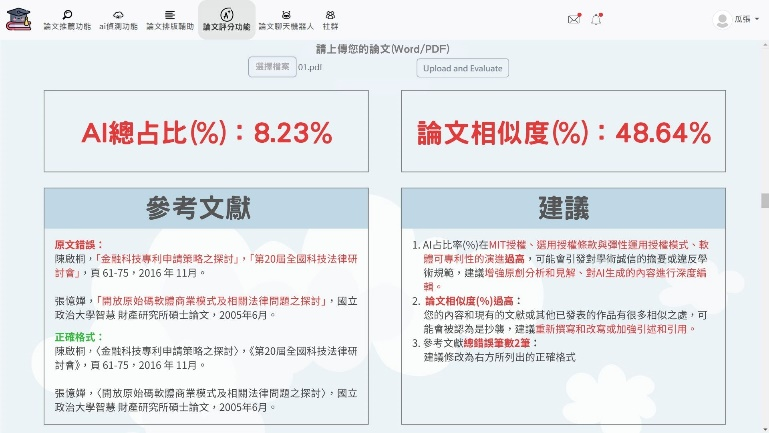 論文推薦功能 ai偵測功能 論文排版輔助 論文評分功能 論文聊天機器人 社群 瓜張
請上傳您的論文(Word/PDF)
選擇檔案 01.pdf Upload and Evaluate
AI總占比(%)：8.23%
論文相似度(%)：48.64%
參考文獻
原文錯誤：
陳啟桐，「金融科技專利申請策略之探討」，「第20屆全國科技法律研
討會」，頁 61-75，2016 年 11月。
張憶嬋，「開放原始碼軟體商業模式及相關法律問題之探討」，國立
政治大學智慧 財產研究所碩士論文，2005年6月。
正確格式：
陳啟桐，〈金融科技專利申請策略之探討〉，《第20屆全國科技法律研
討會》，頁 61-75，2016 年 11月。
張憶嬋，〈開放原始碼軟體商業模式及相關法律問題之探討〉，國立
政治大學智慧 財產研究所碩士論文，2005年6月。
建議
1. AI占比率(%)在MIT授權、選用授權條款與彈性運用授權模式、軟
體可專利性的演進過高，可能會引發對學術誠信的擔憂或違反學
術規範，建議增強原創分析和見解、對AI生成的內容進行深度編
輯。
2. 論文相似度(%)過高：
您的內容和現有的文獻或其他已發表的作品有很多相似之處，可
能會被認為是抄襲，建議重新撰寫和改寫或加強引述和引用。
3. 參考文獻總錯誤筆數2筆：
建議修改為右方所列出的正確格式